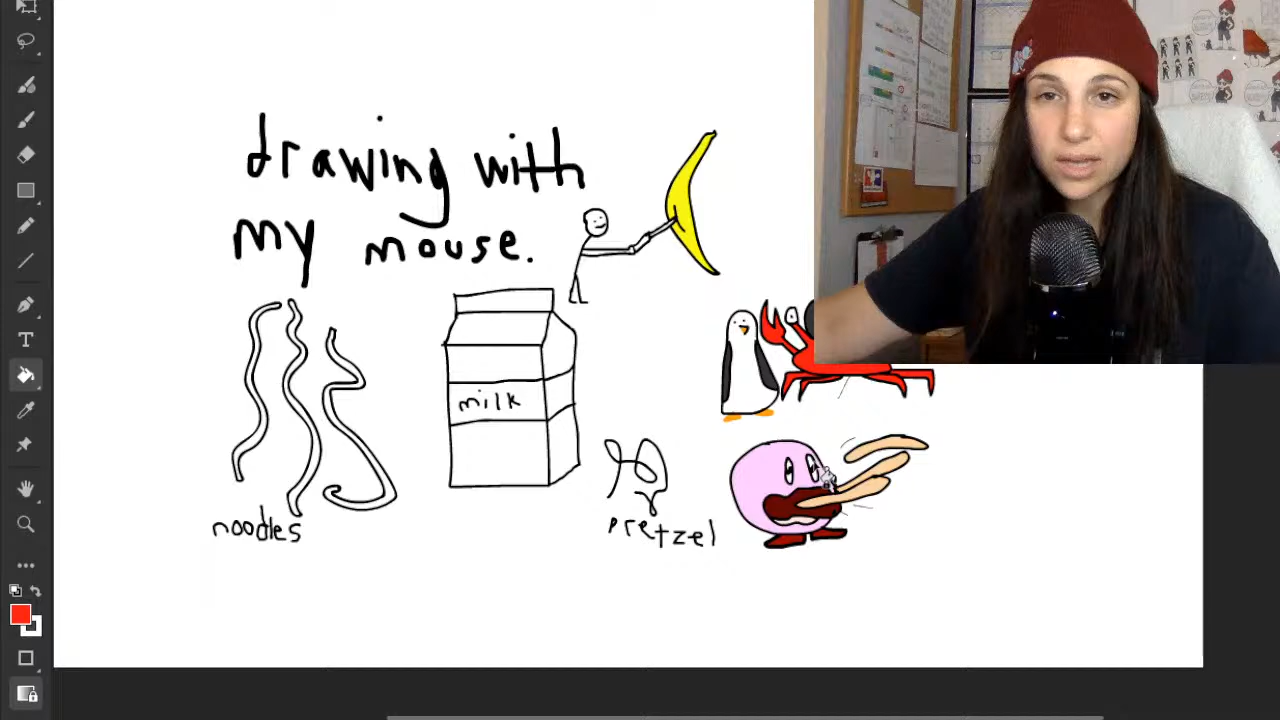 drawing with
my mouse.
milk
noodles
pretzel